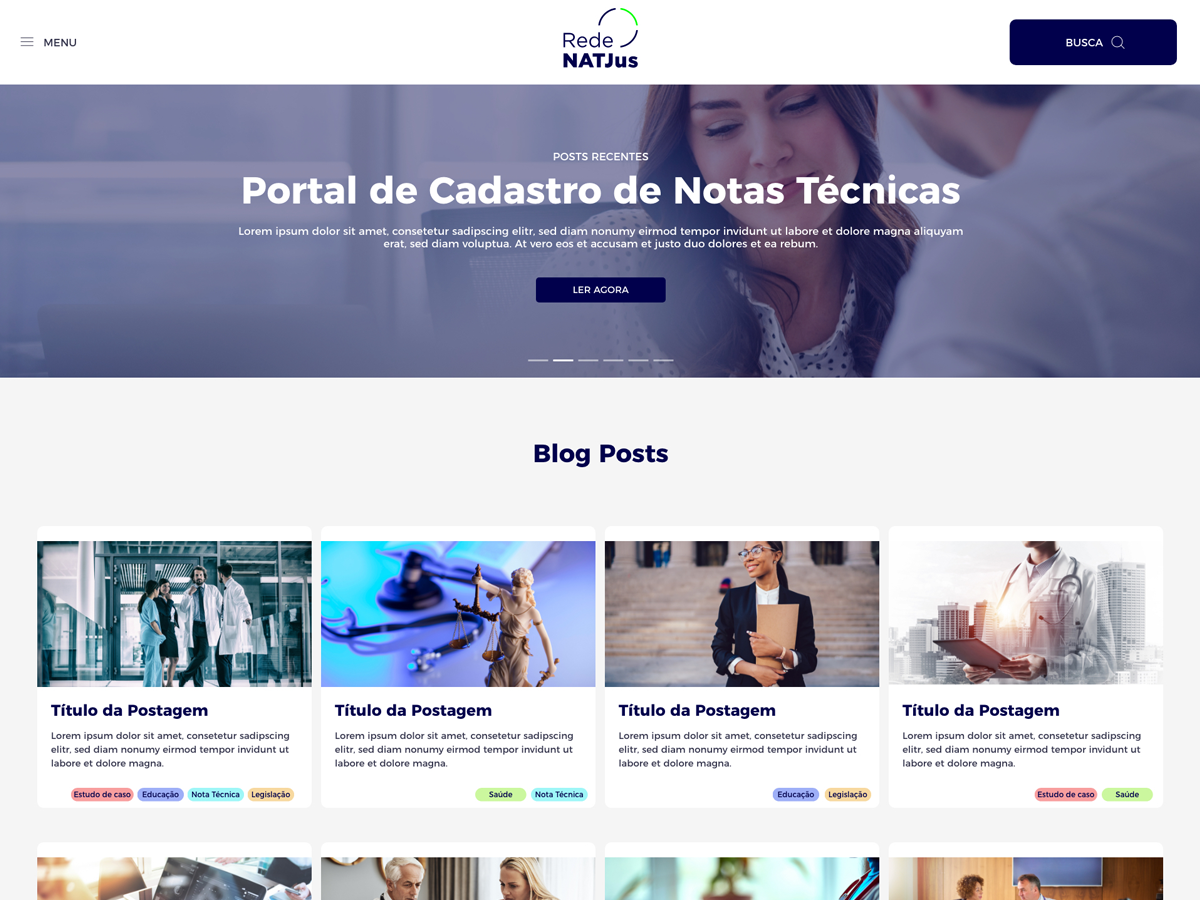 MENU
Rede
NATJus
BUSCA
POSTS RECENTES
Portal de Cadastro de Notas Técnicas
Lorem ipsum dolor sit amet, consetetur sadipscing elitr, sed diam nonumy eirmod tempor invidunt ut labore et dolore magna aliquyam
erat, sed diam voluptua. At vero eos et accusam et justo duo dolores et ea rebum.
LER AGORA
Blog Posts
Título da Postagem
Lorem ipsum dolor sit amet, consetetur sadipscing
elitr, sed diam nonumy eirmod tempor invidunt ut
labore et dolore magna.
Estudo de caso Educação Nota Técnica Legislação
Título da Postagem
Lorem ipsum dolor sit amet, consetetur sadipscing
elitr, sed diam nonumy eirmod tempor invidunt ut
labore et dolore magna.
Saúde Nota Técnica
Título da Postagem
Lorem ipsum dolor sit amet, consetetur sadipscing
elitr, sed diam nonumy eirmod tempor invidunt ut
labore et dolore magna.
Educação Legislação
Título da Postagem
Lorem ipsum dolor sit amet, consetetur sadipscing
elitr, sed diam nonumy eirmod tempor invidunt ut
labore et dolore magna.
Estudo de caso Saúde